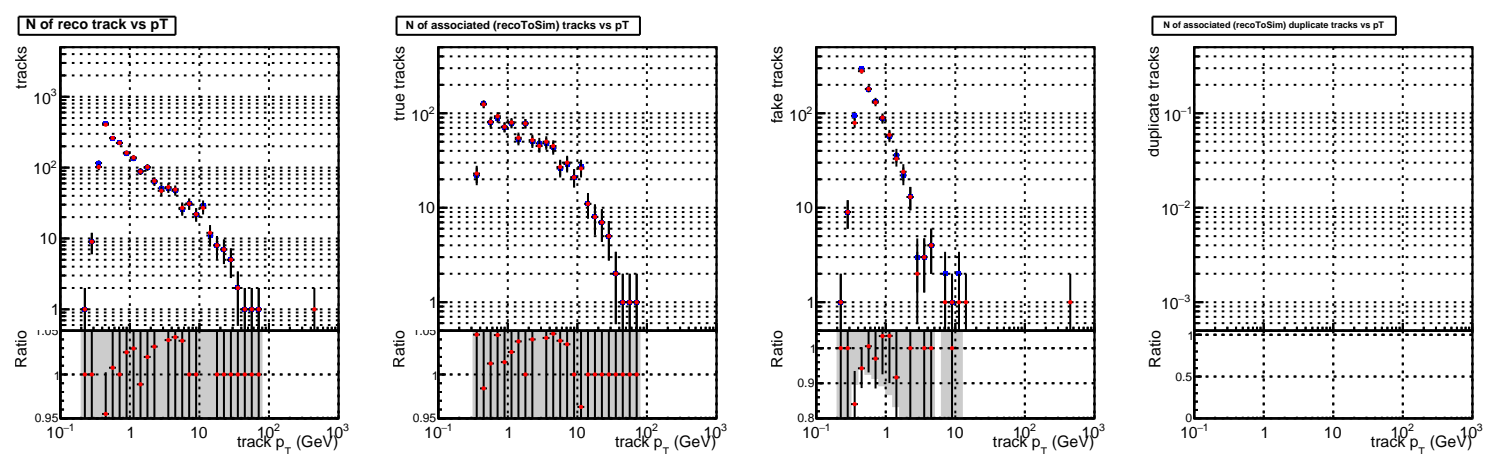 N of reco track vs pT
tracks
10³
10²
10
1
Ratio
1.05
1
0.95
10⁻¹ 1 10 10² 10³
track p_T (GeV)
N of associated (recoToSim) tracks vs pT
true tracks
10²
10
1
Ratio
1.05
1
0.95
10⁻¹ 1 10 10² 10³
track p_T (GeV)
fake tracks
10²
10
1
Ratio
1
0.9
0.8
10⁻¹ 1 10 10² 10³
track p_T (GeV)
N of associated (recoToSim) duplicate tracks vs pT
duplicate tracks
10⁻¹
10⁻²
10⁻³
Ratio
1
0.5
0
10⁻¹ 1 10 10² 10³
track p_T (GeV)